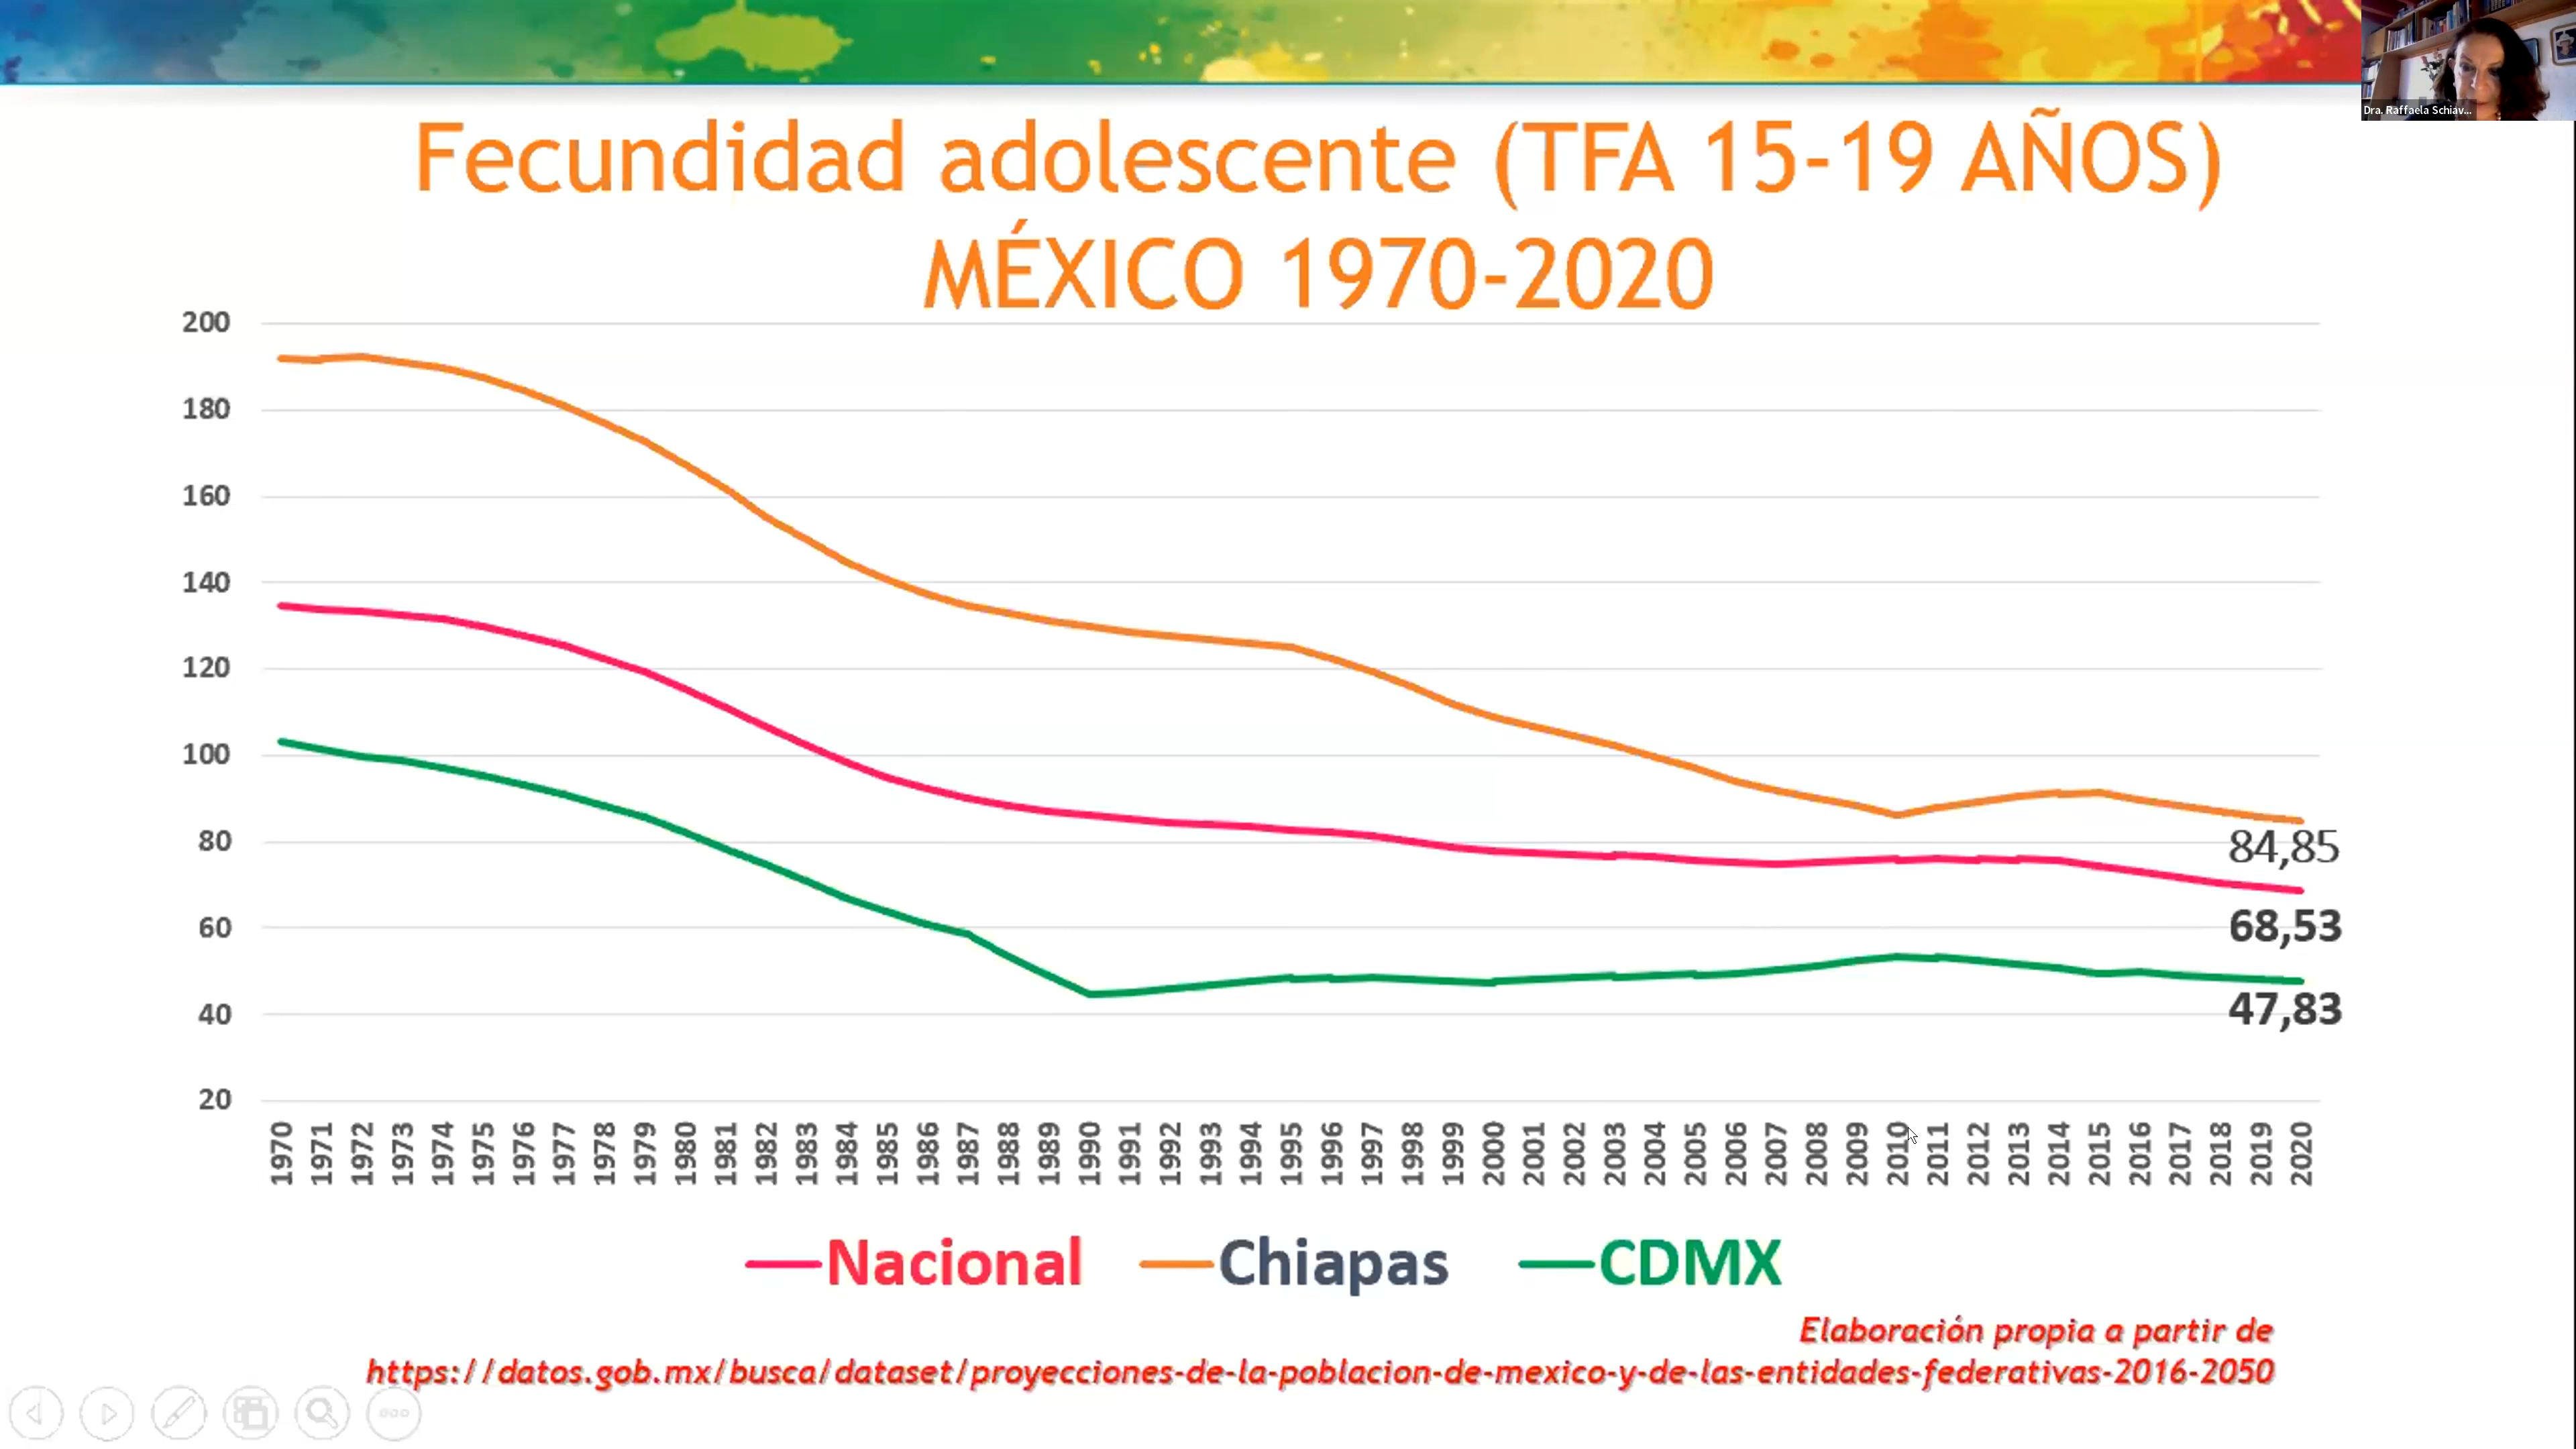 Dra. Raffaela Schiav...
Fecundidad adolescente (TFA 15-19 AÑOS)
MÉXICO 1970-2020
200
180
160
140
120
100
80
60
40
20
84,85
68,53
47,83
1970 1971 1972 1973 1974 1975 1976 1977 1978 1979 1980 1981 1982 1983 1984 1985 1986 1987 1988 1989 1990 1991 1992 1993 1994 1995 1996 1997 1998 1999 2000 2001 2002 2003 2004 2005 2006 2007 2008 2009 2010 2011 2012 2013 2014 2015 2016 2017 2018 2019 2020
Nacional Chiapas CDMX
Elaboración propia a partir de
https://datos.gob.mx/busca/dataset/proyecciones-de-la-poblacion-de-mexico-y-de-las-entidades-federativas-2016-2050